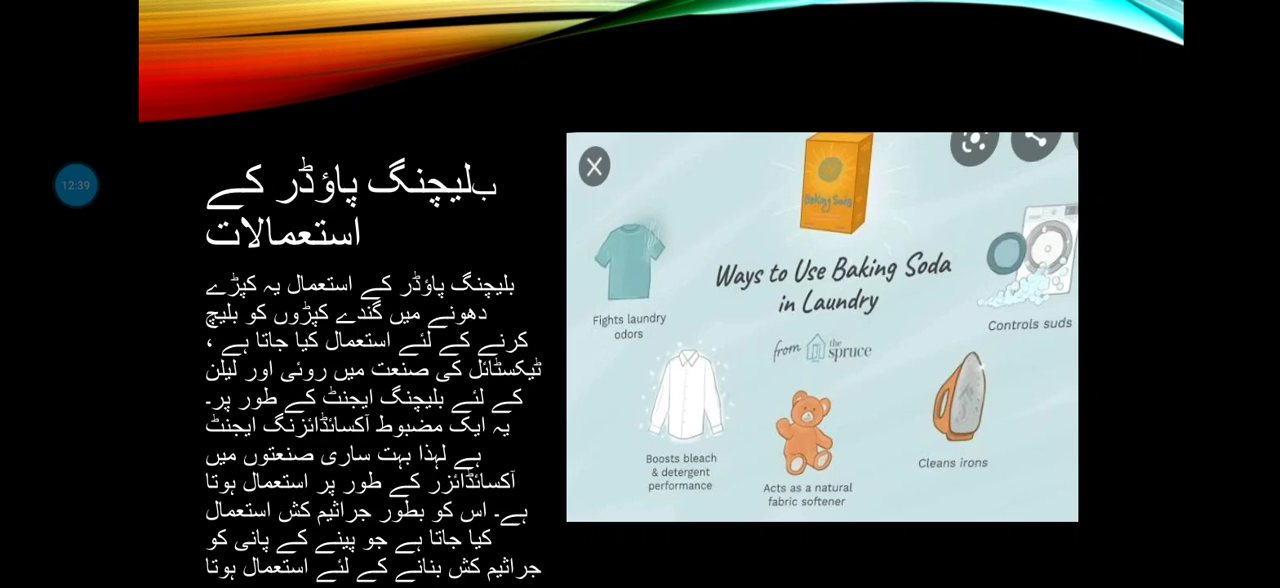 12:39
بلیچنگ پاؤڈر کے
استعمالات
بلیچنگ پاؤڈر کے استعمال یہ کپڑے
دھونے میں گندے کپڑوں کو بلیچ
کرنے کے لئے استعمال کیا جاتا ہے ،
ٹیکسٹائل کی صنعت میں روئی اور لیلن
کے لئے بلیچنگ ایجنٹ کے طور پر۔
یہ ایک مضبوط آکسائڈائزنگ ایجنٹ
ہے لہذا بہت ساری صنعتوں میں
آکسائڈائزر کے طور پر استعمال ہوتا
ہے۔ اس کو بطور جراثیم کش استعمال
کیا جاتا ہے جو پینے کے پانی کو
جراثیم کش بنانے کے لئے استعمال ہوتا
Baking Soda
Ways to Use Baking Soda
in Laundry
from the spruce
Fights laundry
odors
Controls suds
Boosts bleach
& detergent
performance
Acts as a natural
fabric softener
Cleans irons